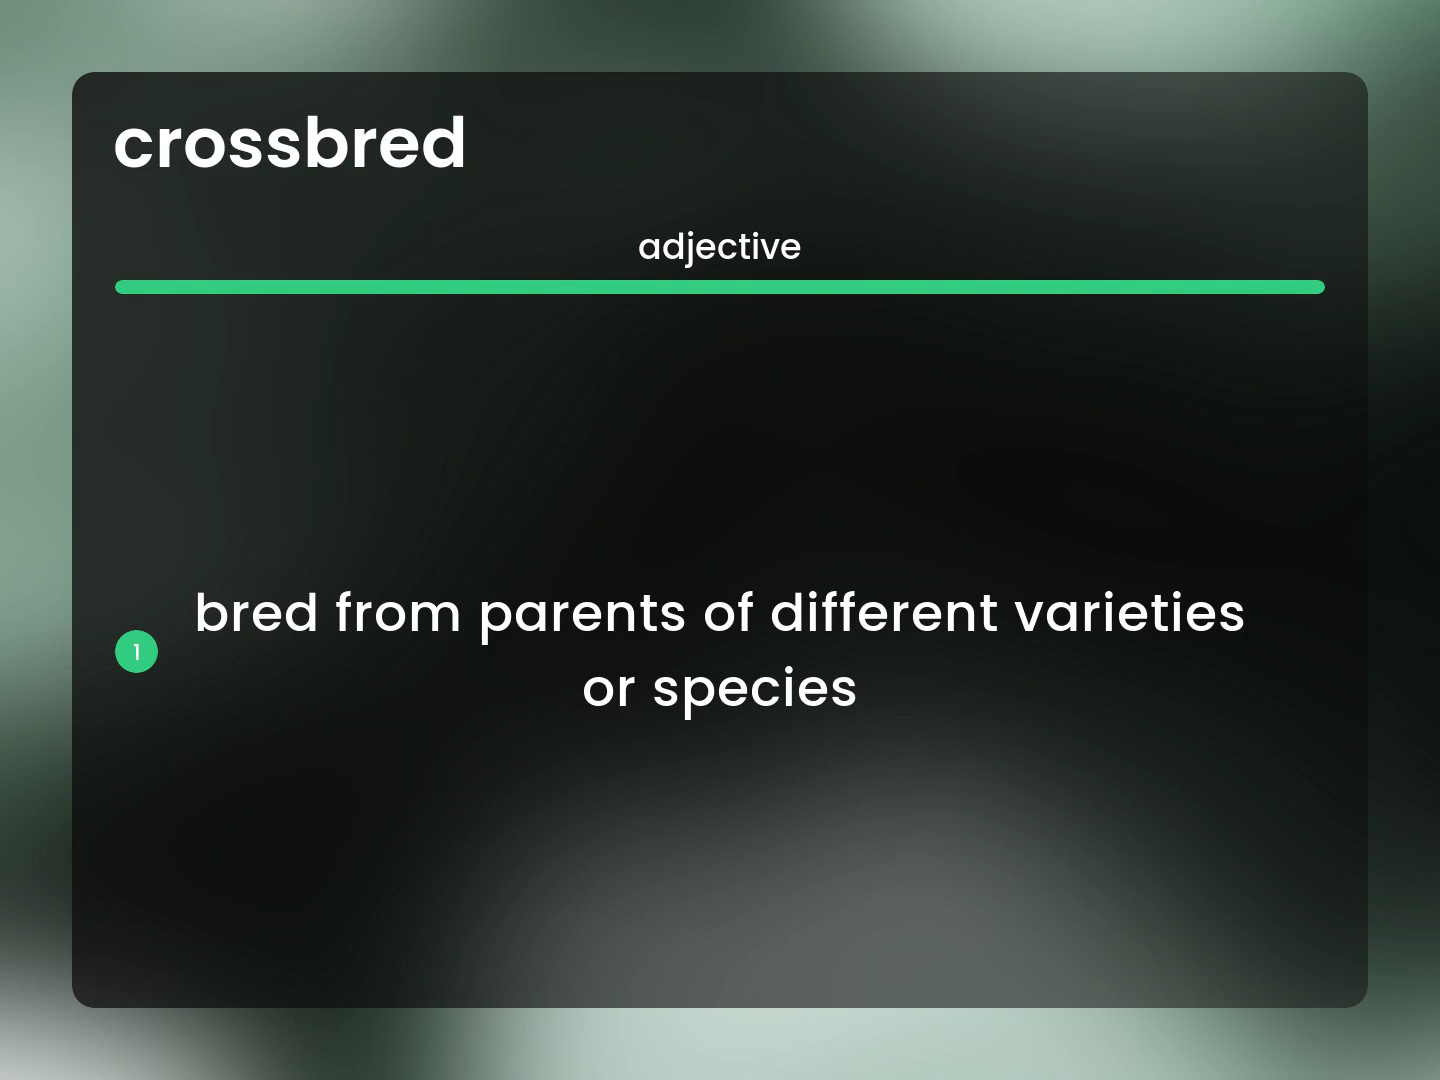 crossbred
adjective
1
bred from parents of different varieties
or species